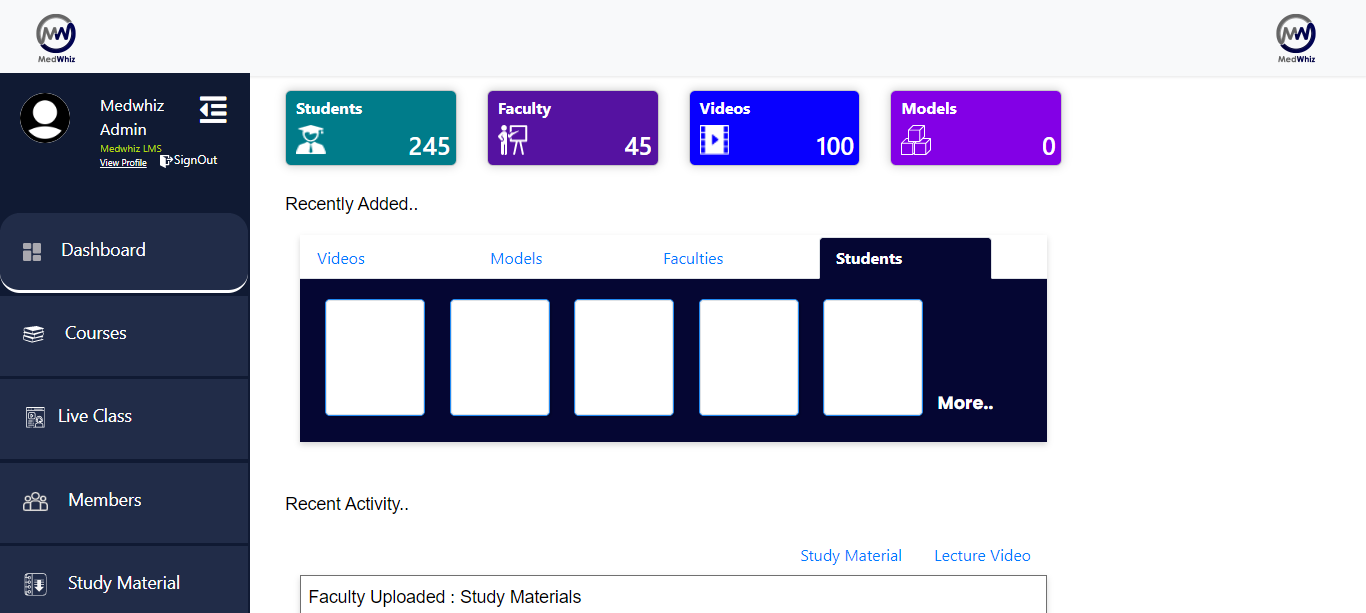 MW
MedWhiz
MW
MedWhiz
Medwhiz
Admin
Medwhiz LMS
View Profile
SignOut
Dashboard
Courses
Live Class
Members
Study Material
Students
245
Faculty
45
Videos
100
Models
0
Recently Added..
Videos Models Faculties Students
More..
Recent Activity..
Study Material Lecture Video
Faculty Uploaded : Study Materials